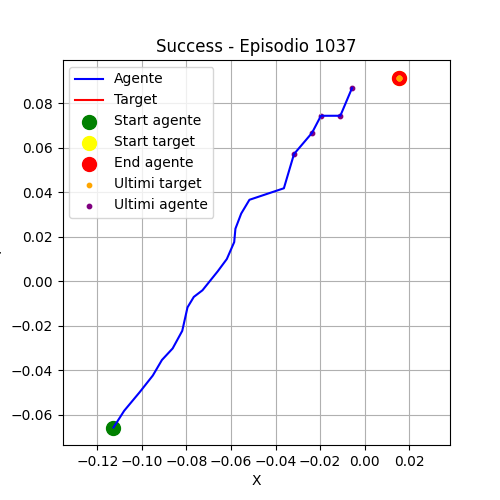 Success - Episodio 1037
Agente
Target
Start agente
Start target
End agente
Ultimi target
Ultimi agente
0.08
0.06
0.04
0.02
0.00
−0.02
−0.04
−0.06
−0.12 −0.10 −0.08 −0.06 −0.04 −0.02 0.00 0.02
X